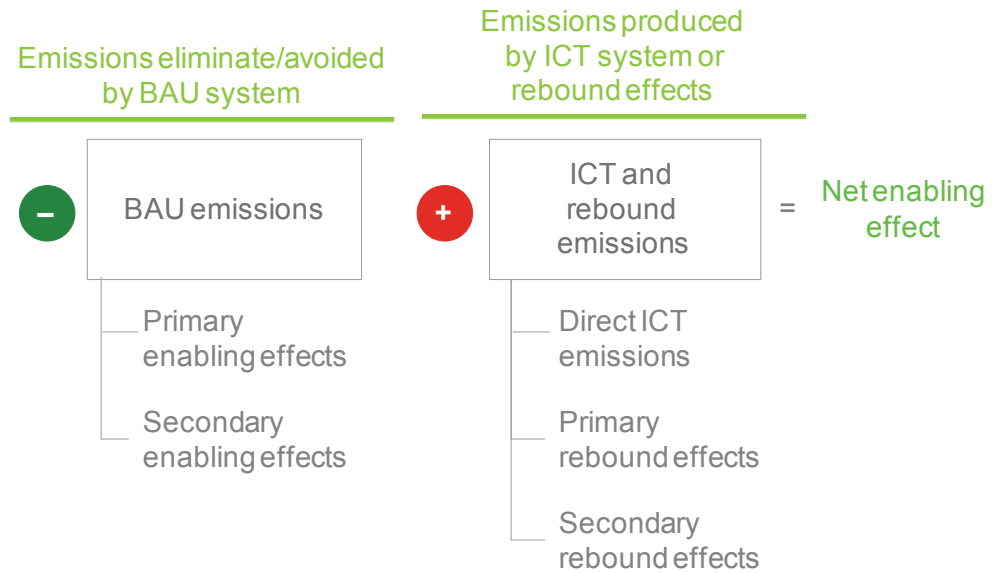 Emissions eliminate/avoided
by BAU system
Emissions produced
by ICT system or
rebound effects
–
BAU emissions
+
ICT and
rebound
emissions
=
Net enabling
effect
Primary
enabling effects
Secondary
enabling effects
Direct ICT
emissions
Primary
rebound effects
Secondary
rebound effects